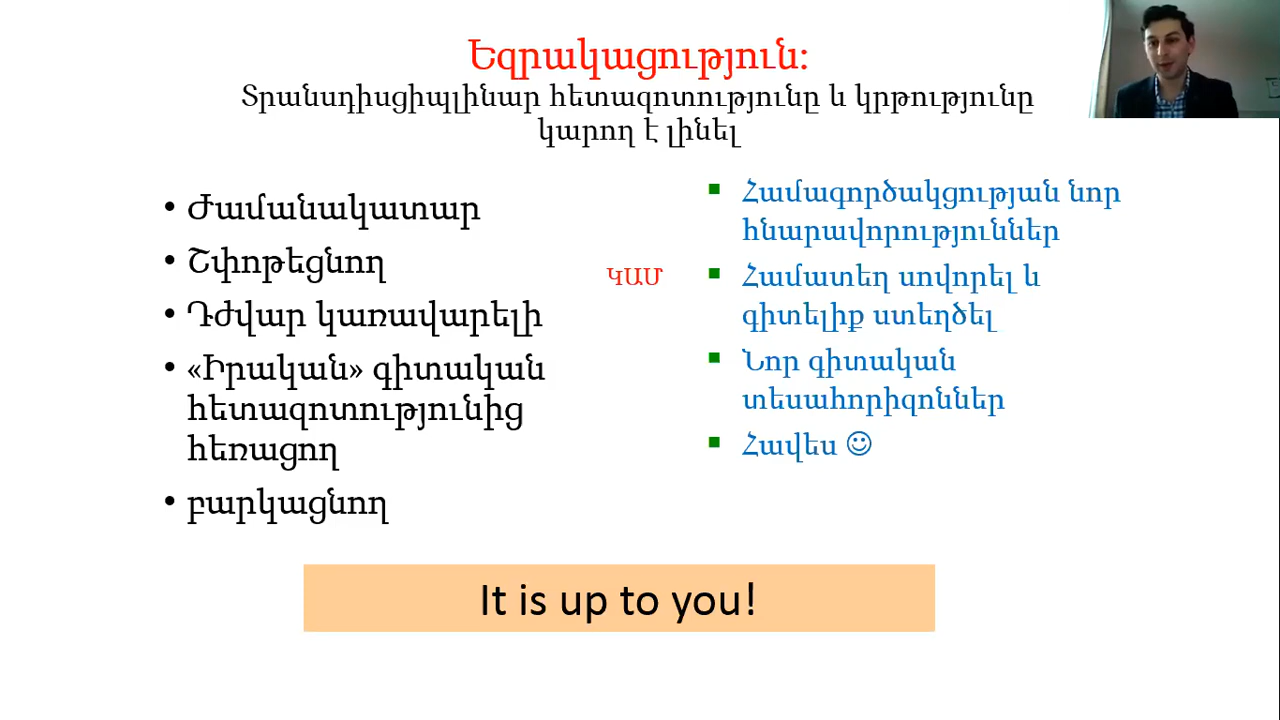 Եզրակացություն:
Տրանսդիսցիպլինար հետազոտությունը և կրթությունը
կարող է լինել
• Ժամանակատար
• Շփոթեցնող
• Դժվար կառավարելի
• «Իրական» գիտական
հետազոտությունից
հեռացող
• բարկացնող
ԿԱՄ
▪ Համագործակցության նոր
հնարավորություններ
▪ Համատեղ սովորել և
գիտելիք ստեղծել
▪ Նոր գիտական
տեսահորիզոններ
▪ Հավես ☺
It is up to you!